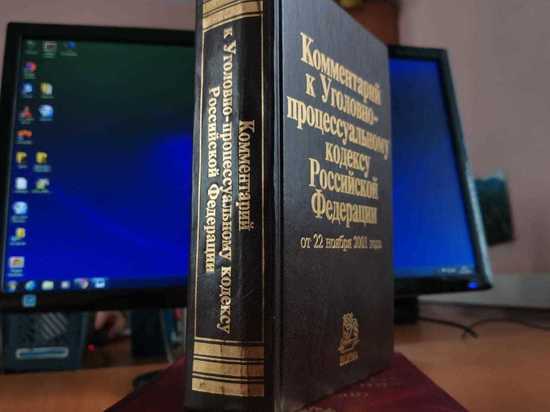 Комментарий
к Уголовно-процессуальному кодексу
Российской Федерации
Комментарий
к Уголовно-
процессуальному
кодексу
Российской
Федерации
от 22 ноября 2001 года